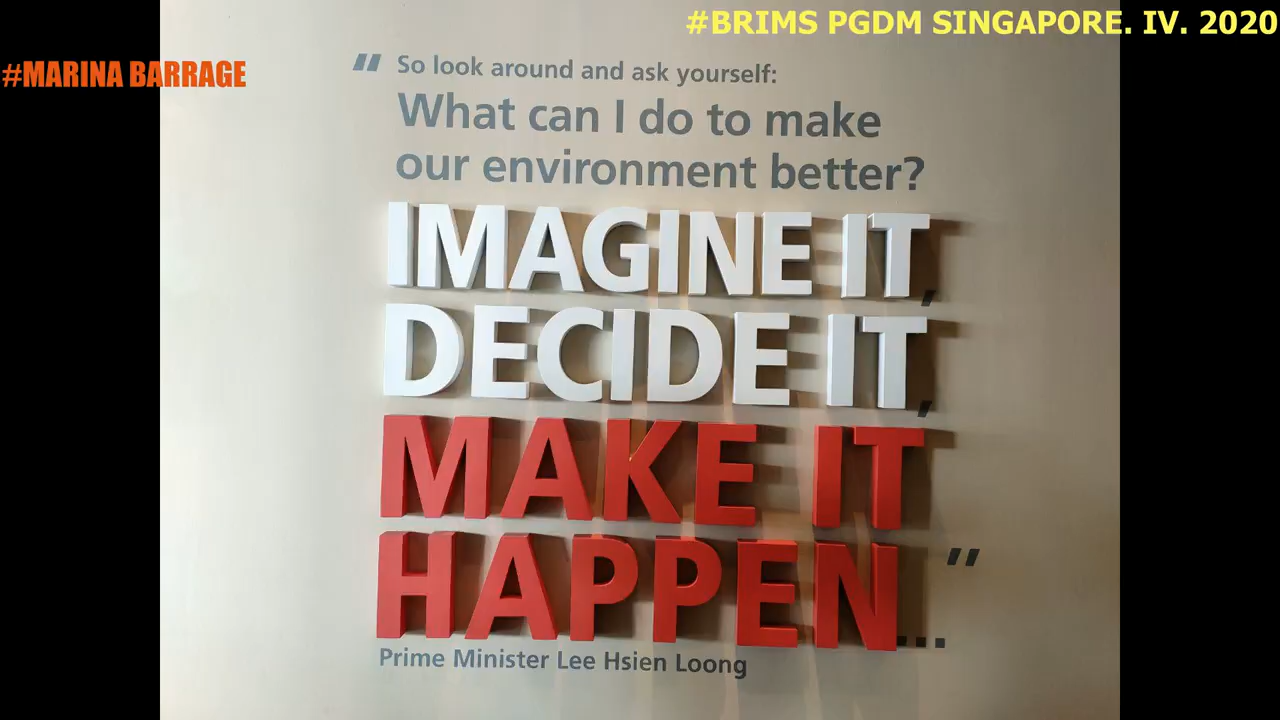 #BRIMS PGDM SINGAPORE. IV. 2020
#MARINA BARRAGE
“ So look around and ask yourself:
What can I do to make
our environment better?
IMAGINE IT,
DECIDE IT,
MAKE IT
HAPPEN... ”
Prime Minister Lee Hsien Loong